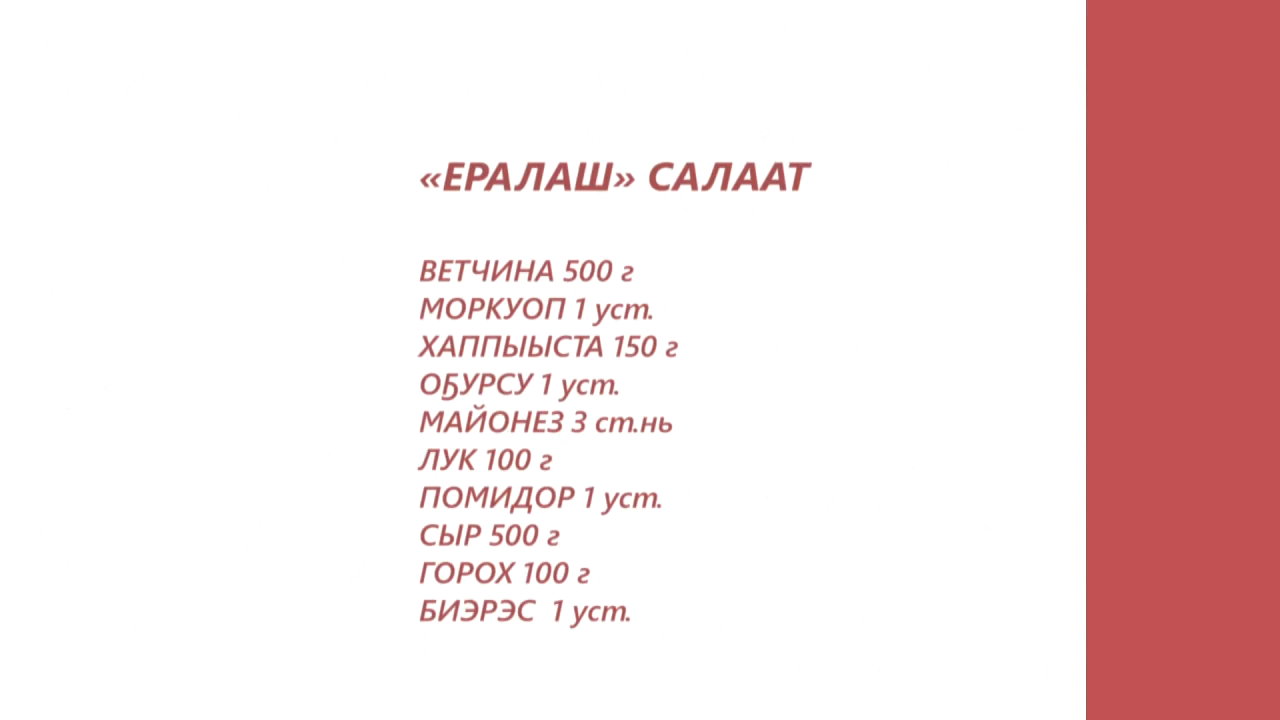 «ЕРАЛАШ» САЛААТ
ВЕТЧИНА 500 г
МОРКУОП 1 уст.
ХАППЫЫСТА 150 г
ОҔУРСУ 1 уст.
МАЙОНЕЗ 3 ст.нь
ЛУК 100 г
ПОМИДОР 1 уст.
СЫР 500 г
ГОРОХ 100 г
БИЭРЭС 1 уст.